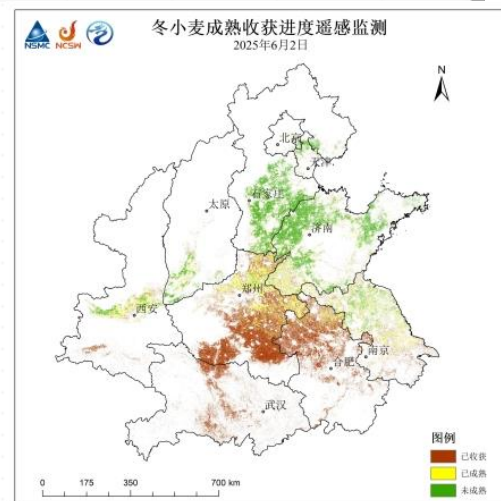 冬小麦成熟收获进度遥感监测
2025年6月2日
NSMC
NCSW
N
北京
天津
石家庄
太原
济南
郑州
西安
南京
合肥
武汉
图例
已收获
已成熟
未成熟
0 175 350 700 km